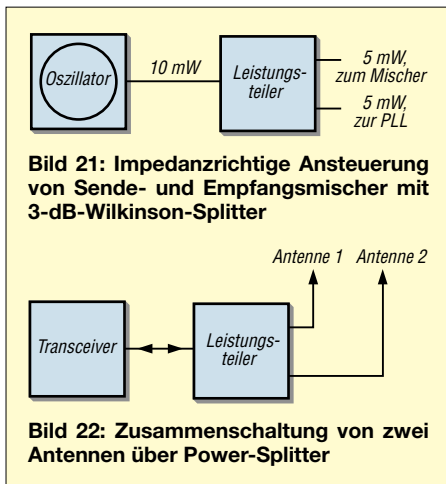 Oszillator
10 mW
Leistungs-
teiler
5 mW,
zum Mischer
5 mW,
zur PLL
Bild 21: Impedanzrichtige Ansteuerung
von Sende- und Empfangsmischer mit
3-dB-Wilkinson-Splitter
Antenne 1 Antenne 2
Transceiver
Leistungs-
teiler
Bild 22: Zusammenschaltung von zwei
Antennen über Power-Splitter